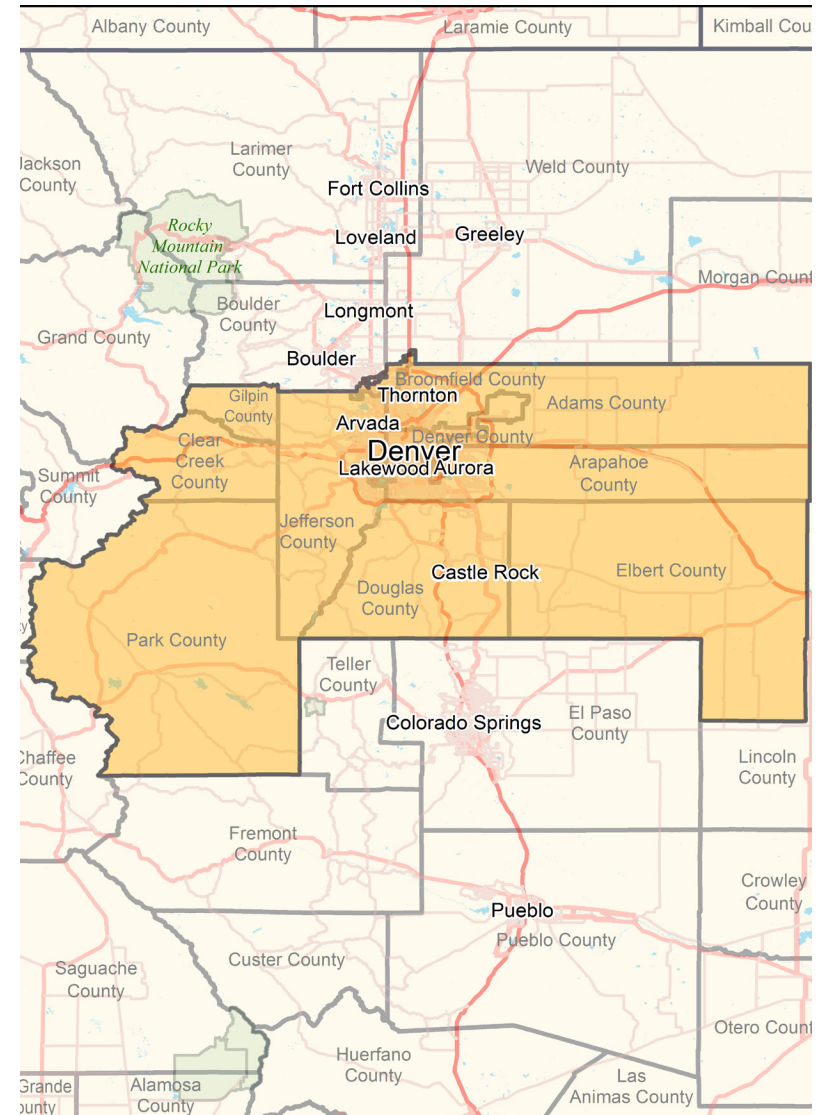 Albany County
Laramie County
Kimball Cou
Larimer
County
Jackson
County
Weld County
Fort Collins
Rocky
Mountain
National Park
Loveland
Greeley
Morgan Count
Boulder
County
Longmont
Grand County
Boulder
Broomfield County
Thornton
Gilpin
County
Adams County
Arvada
Clear
Creek
County
Denver County
Denver
Lakewood
Aurora
Arapahoe
County
Summit
County
Jefferson
County
Castle Rock
Elbert County
Douglas
County
ty
Park County
Teller
County
Colorado Springs
El Paso
County
Chaffee
County
Lincoln
County
Fremont
County
Crowley
County
Pueblo
Pueblo County
Custer County
Saguache
County
Otero Count
Huerfano
County
Las
Animas County
Grande
ounty
Alamosa
County